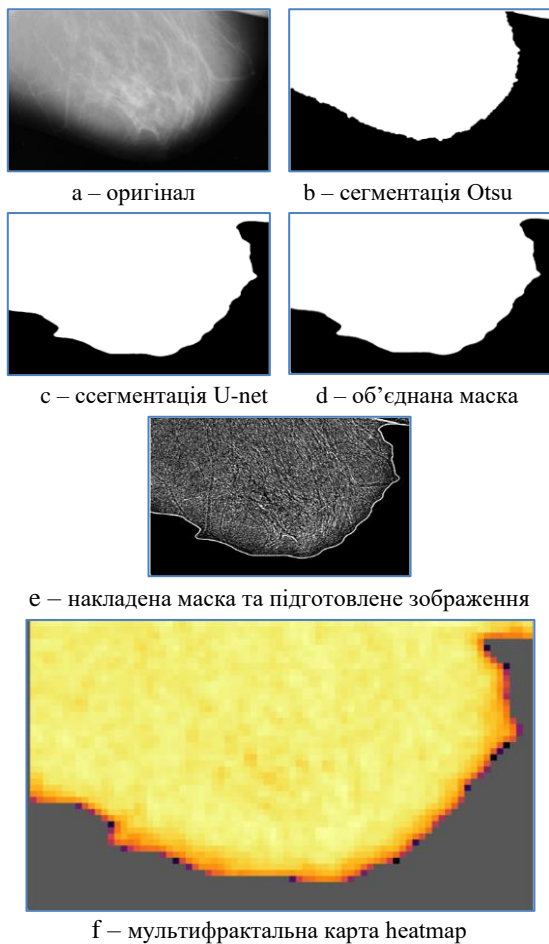 a – оригінал
b – сегментація Otsu
c – ссегментація U-net
d – об’єднана маска
e – накладена маска та підготовлене зображення
f – мультифрактальна карта heatmap